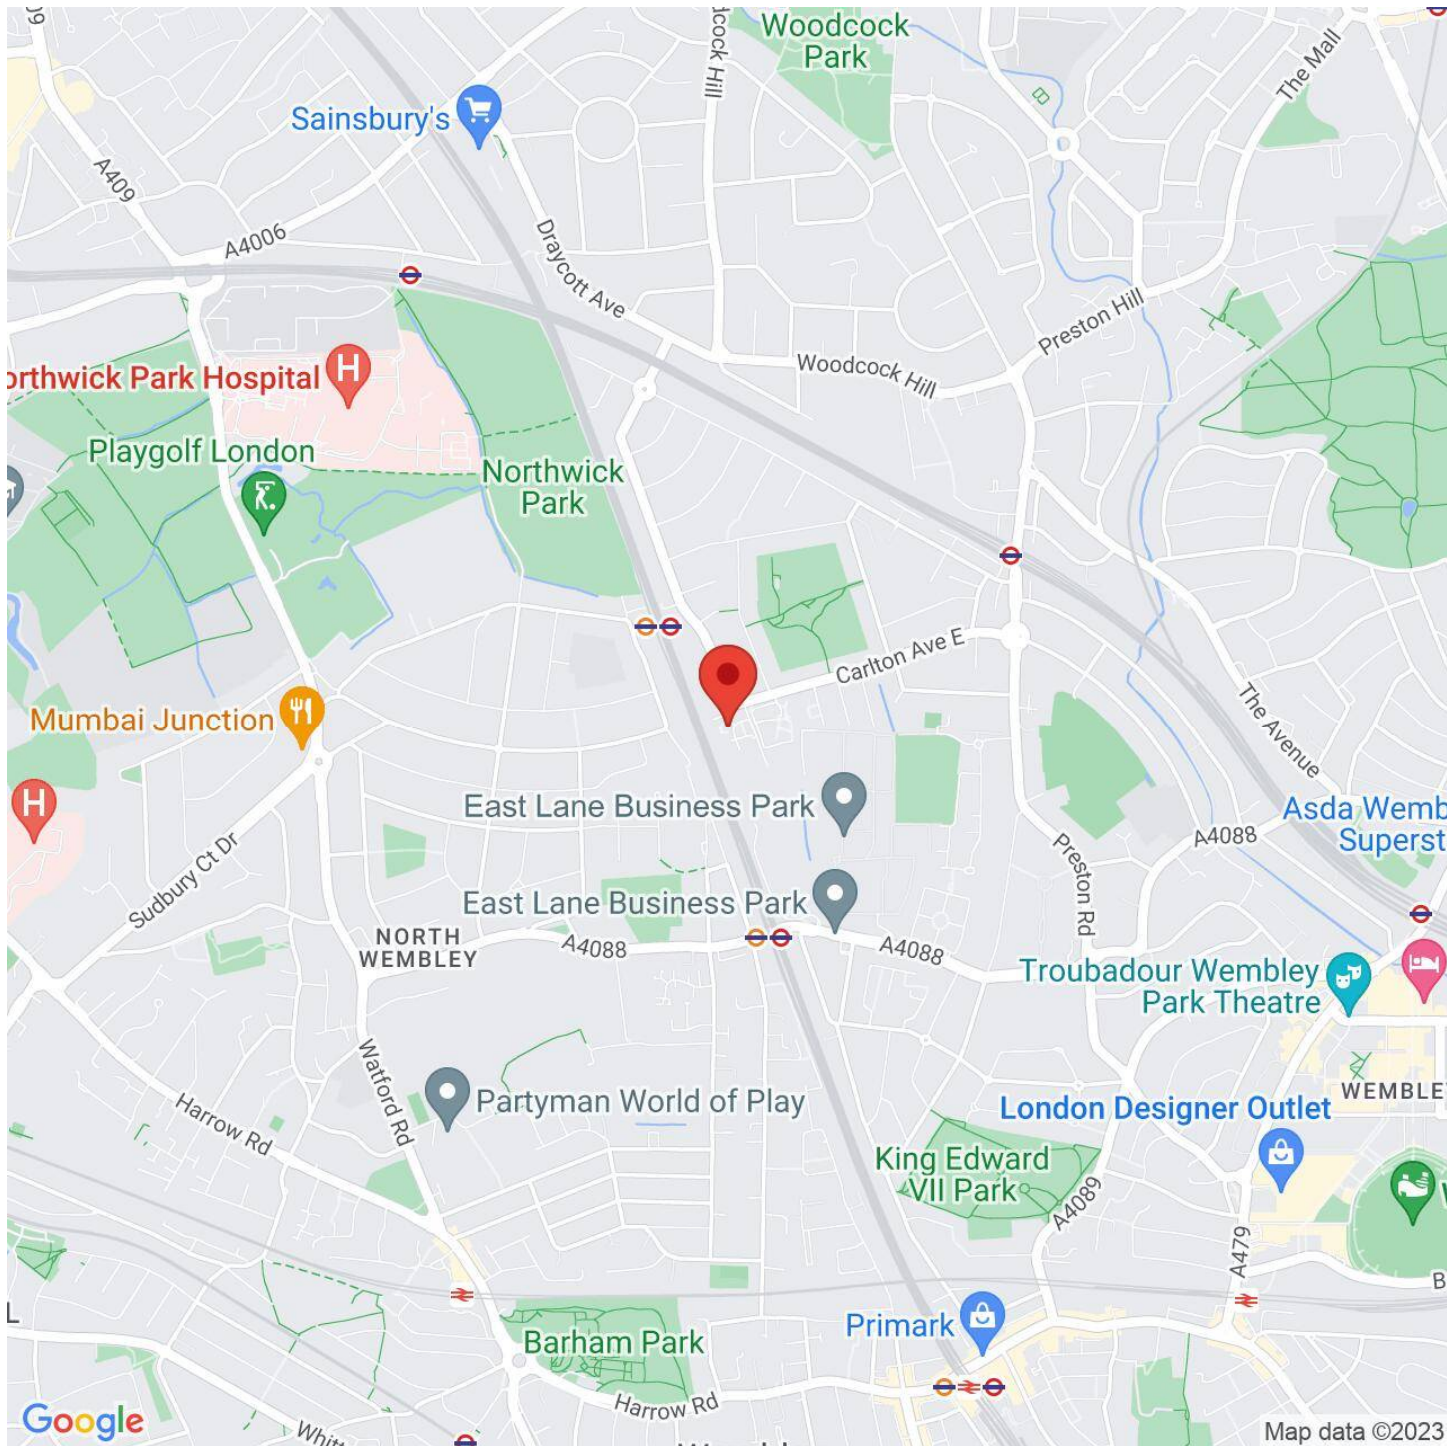 Woodcock
Park
The Mall
Sainsbury's
A409
A4006
Draycott Ave
Preston Hill
Woodcock Hill
orthwick Park Hospital
H
Playgolf London
Northwick
Park
Carlton Ave E
Mumbai Junction
The Avenue
East Lane Business Park
H
Asda Wemb
Superst
A4088
Sudbury Ct Dr
Preston Rd
East Lane Business Park
NORTH
WEMBLEY
A4088
A4088
Troubadour Wembley
Park Theatre
Watford Rd
Partyman World of Play
WEMBLE
London Designer Outlet
Harrow Rd
King Edward
VII Park
A4089
A479
Primark
Barham Park
Harrow Rd
Google
Map data ©2023